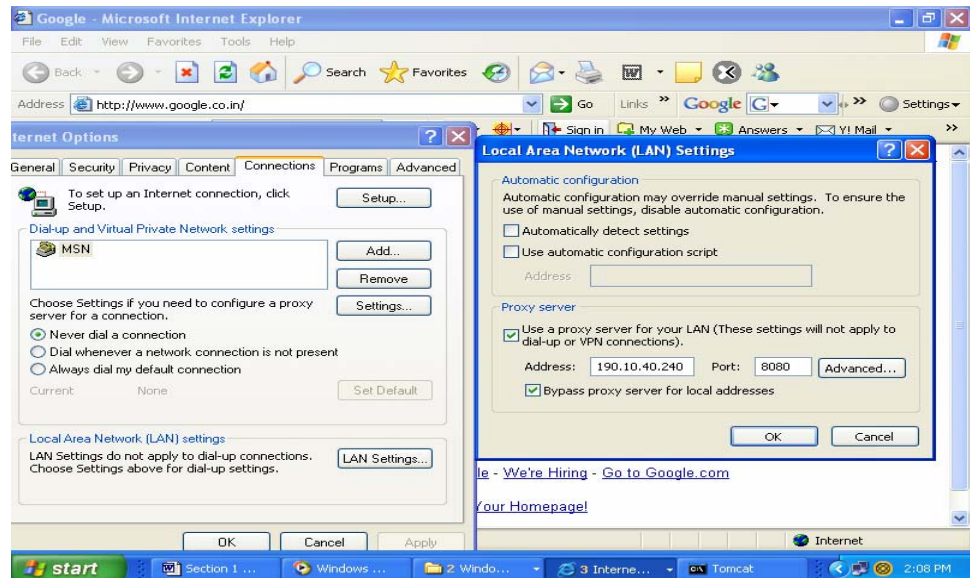 Google - Microsoft Internet Explorer
File Edit View Favorites Tools Help
Back Search Favorites
Address http://www.google.co.in/ Go Links » Google G Settings
Sign in My Web Answers Y! Mail »
ternet Options
General Security Privacy Content Connections Programs Advanced
To set up an Internet connection, click
Setup.
Setup...
Dial-up and Virtual Private Network settings
MSN
Add...
Remove
Choose Settings if you need to configure a proxy
server for a connection.
Settings...
Never dial a connection
Dial whenever a network connection is not present
Always dial my default connection
Current None Set Default
Local Area Network (LAN) settings
LAN Settings do not apply to dial-up connections.
Choose Settings above for dial-up settings.
LAN Settings...
OK Cancel Apply
Local Area Network (LAN) Settings
Automatic configuration
Automatic configuration may override manual settings. To ensure the
use of manual settings, disable automatic configuration.
Automatically detect settings
Use automatic configuration script
Address
Proxy server
Use a proxy server for your LAN (These settings will not apply to
dial-up or VPN connections).
Address: 190.10.40.240 Port: 8080 Advanced...
Bypass proxy server for local addresses
OK Cancel
le - We're Hiring - Go to Google.com
Your Homepage!
Internet
start Section 1 ... Windows ... 2 Windo... 3 Interne... Tomcat 2:08 PM